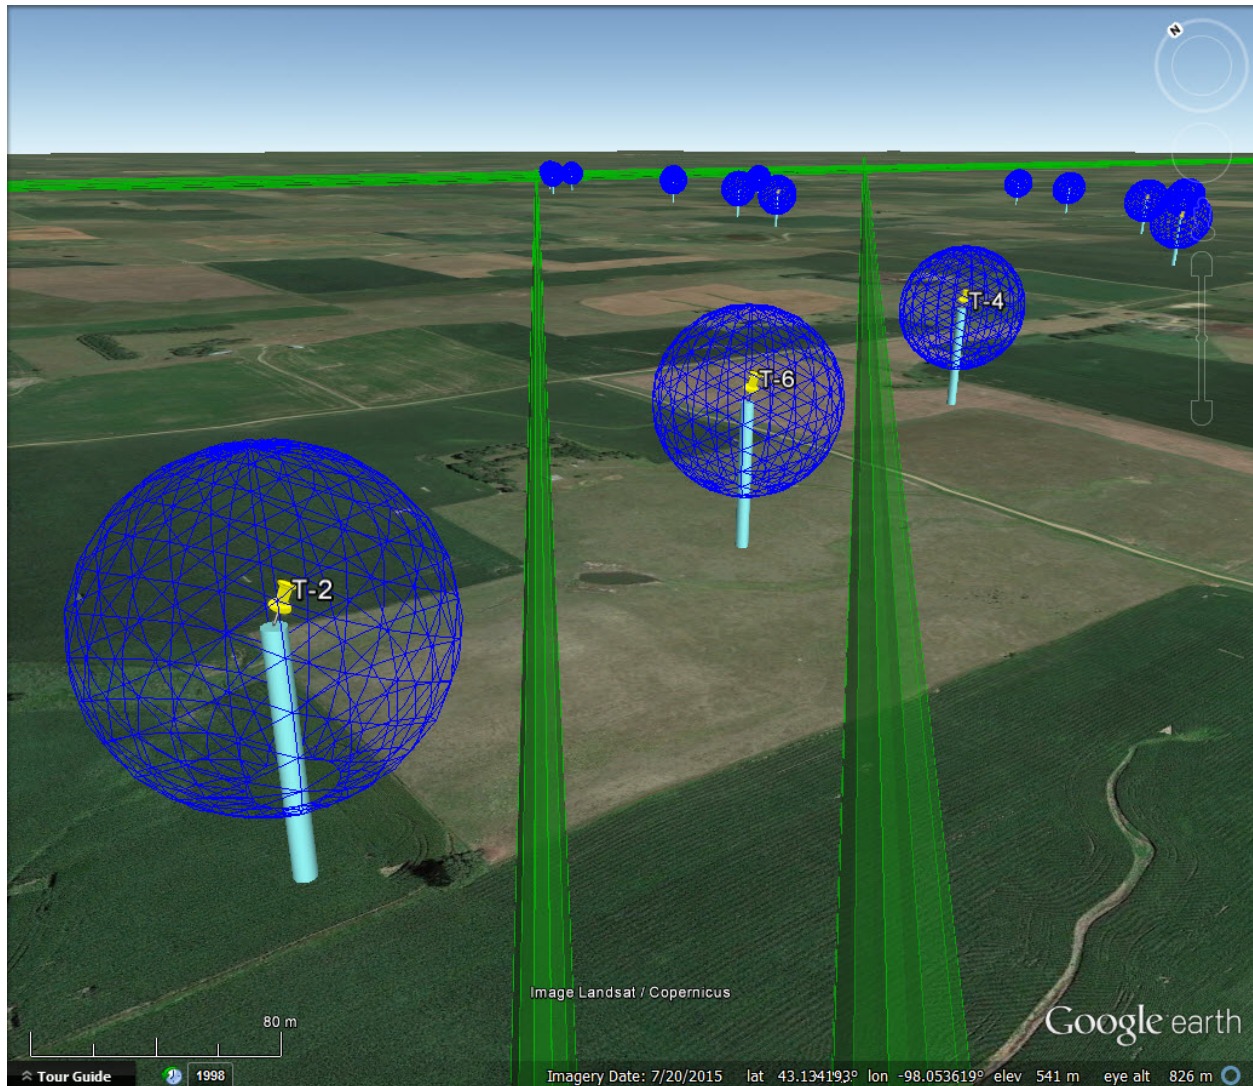 N
T-4
T-6
T-2
Image Landsat / Copernicus
80 m
Google earth
Tour Guide
1998
Imagery Date: 7/20/2015 lat 43.134193° lon -98.053619° elev 541 m eye alt 826 m